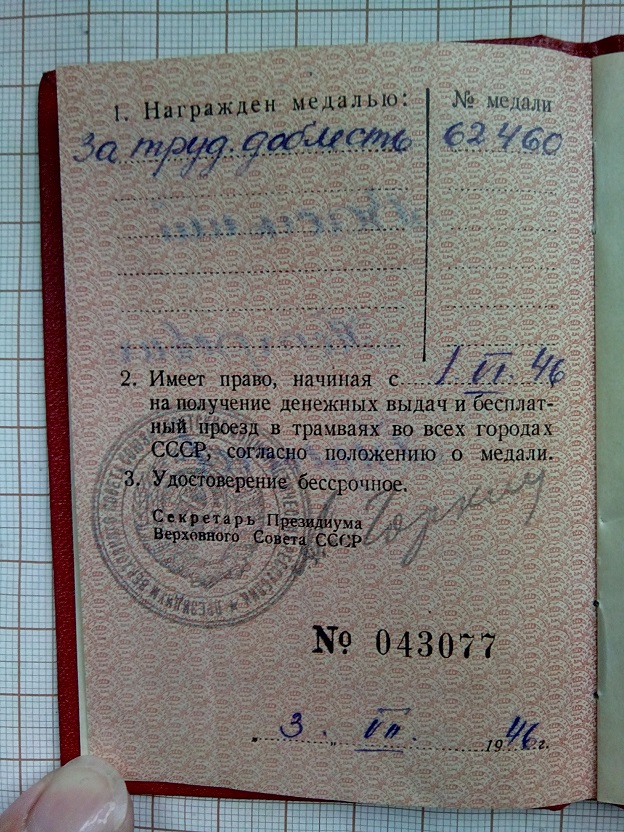 1. Награжден медалью: № медали
За труд. доблесть 62460
2. Имеет право, начиная с 1 VI. 46
на получение денежных выдач и бесплат-
ный проезд в трамваях во всех городах
СССР, согласно положению о медали.
3. Удостоверение бессрочное.
Секретарь Президиума
Верховного Совета СССР
№ 043077
„ 3. „ VII. 1946 г.